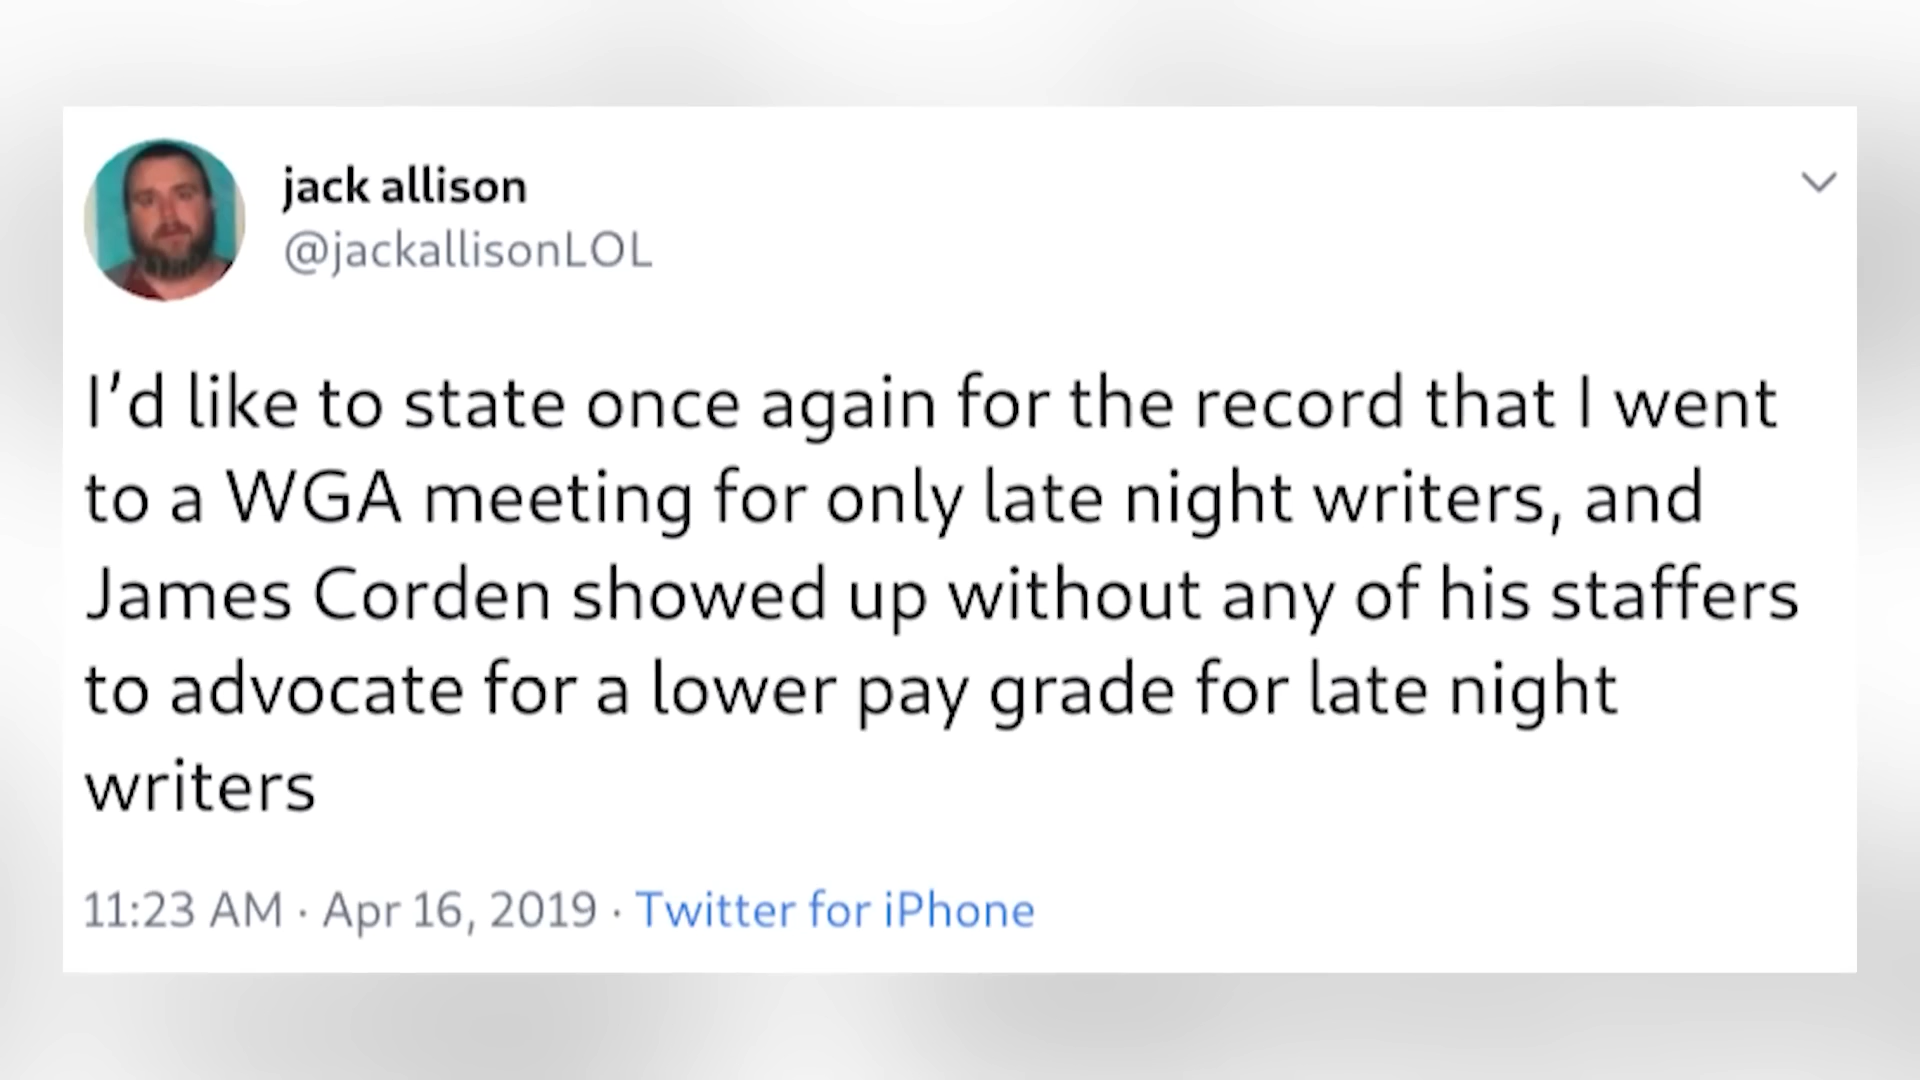 jack allison
@jackallisonLOL
I’d like to state once again for the record that I went
to a WGA meeting for only late night writers, and
James Corden showed up without any of his staffers
to advocate for a lower pay grade for late night
writers
11:23 AM · Apr 16, 2019 · Twitter for iPhone